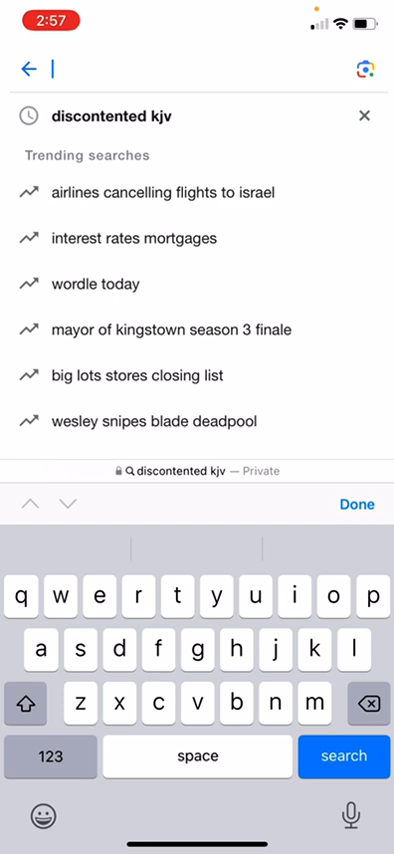 2:57
discontented kjv
Trending searches
airlines cancelling flights to israel
interest rates mortgages
wordle today
mayor of kingstown season 3 finale
big lots stores closing list
wesley snipes blade deadpool
discontented kjv — Private
Done
q w e r t y u i o p
a s d f g h j k l
z x c v b n m
123 space search